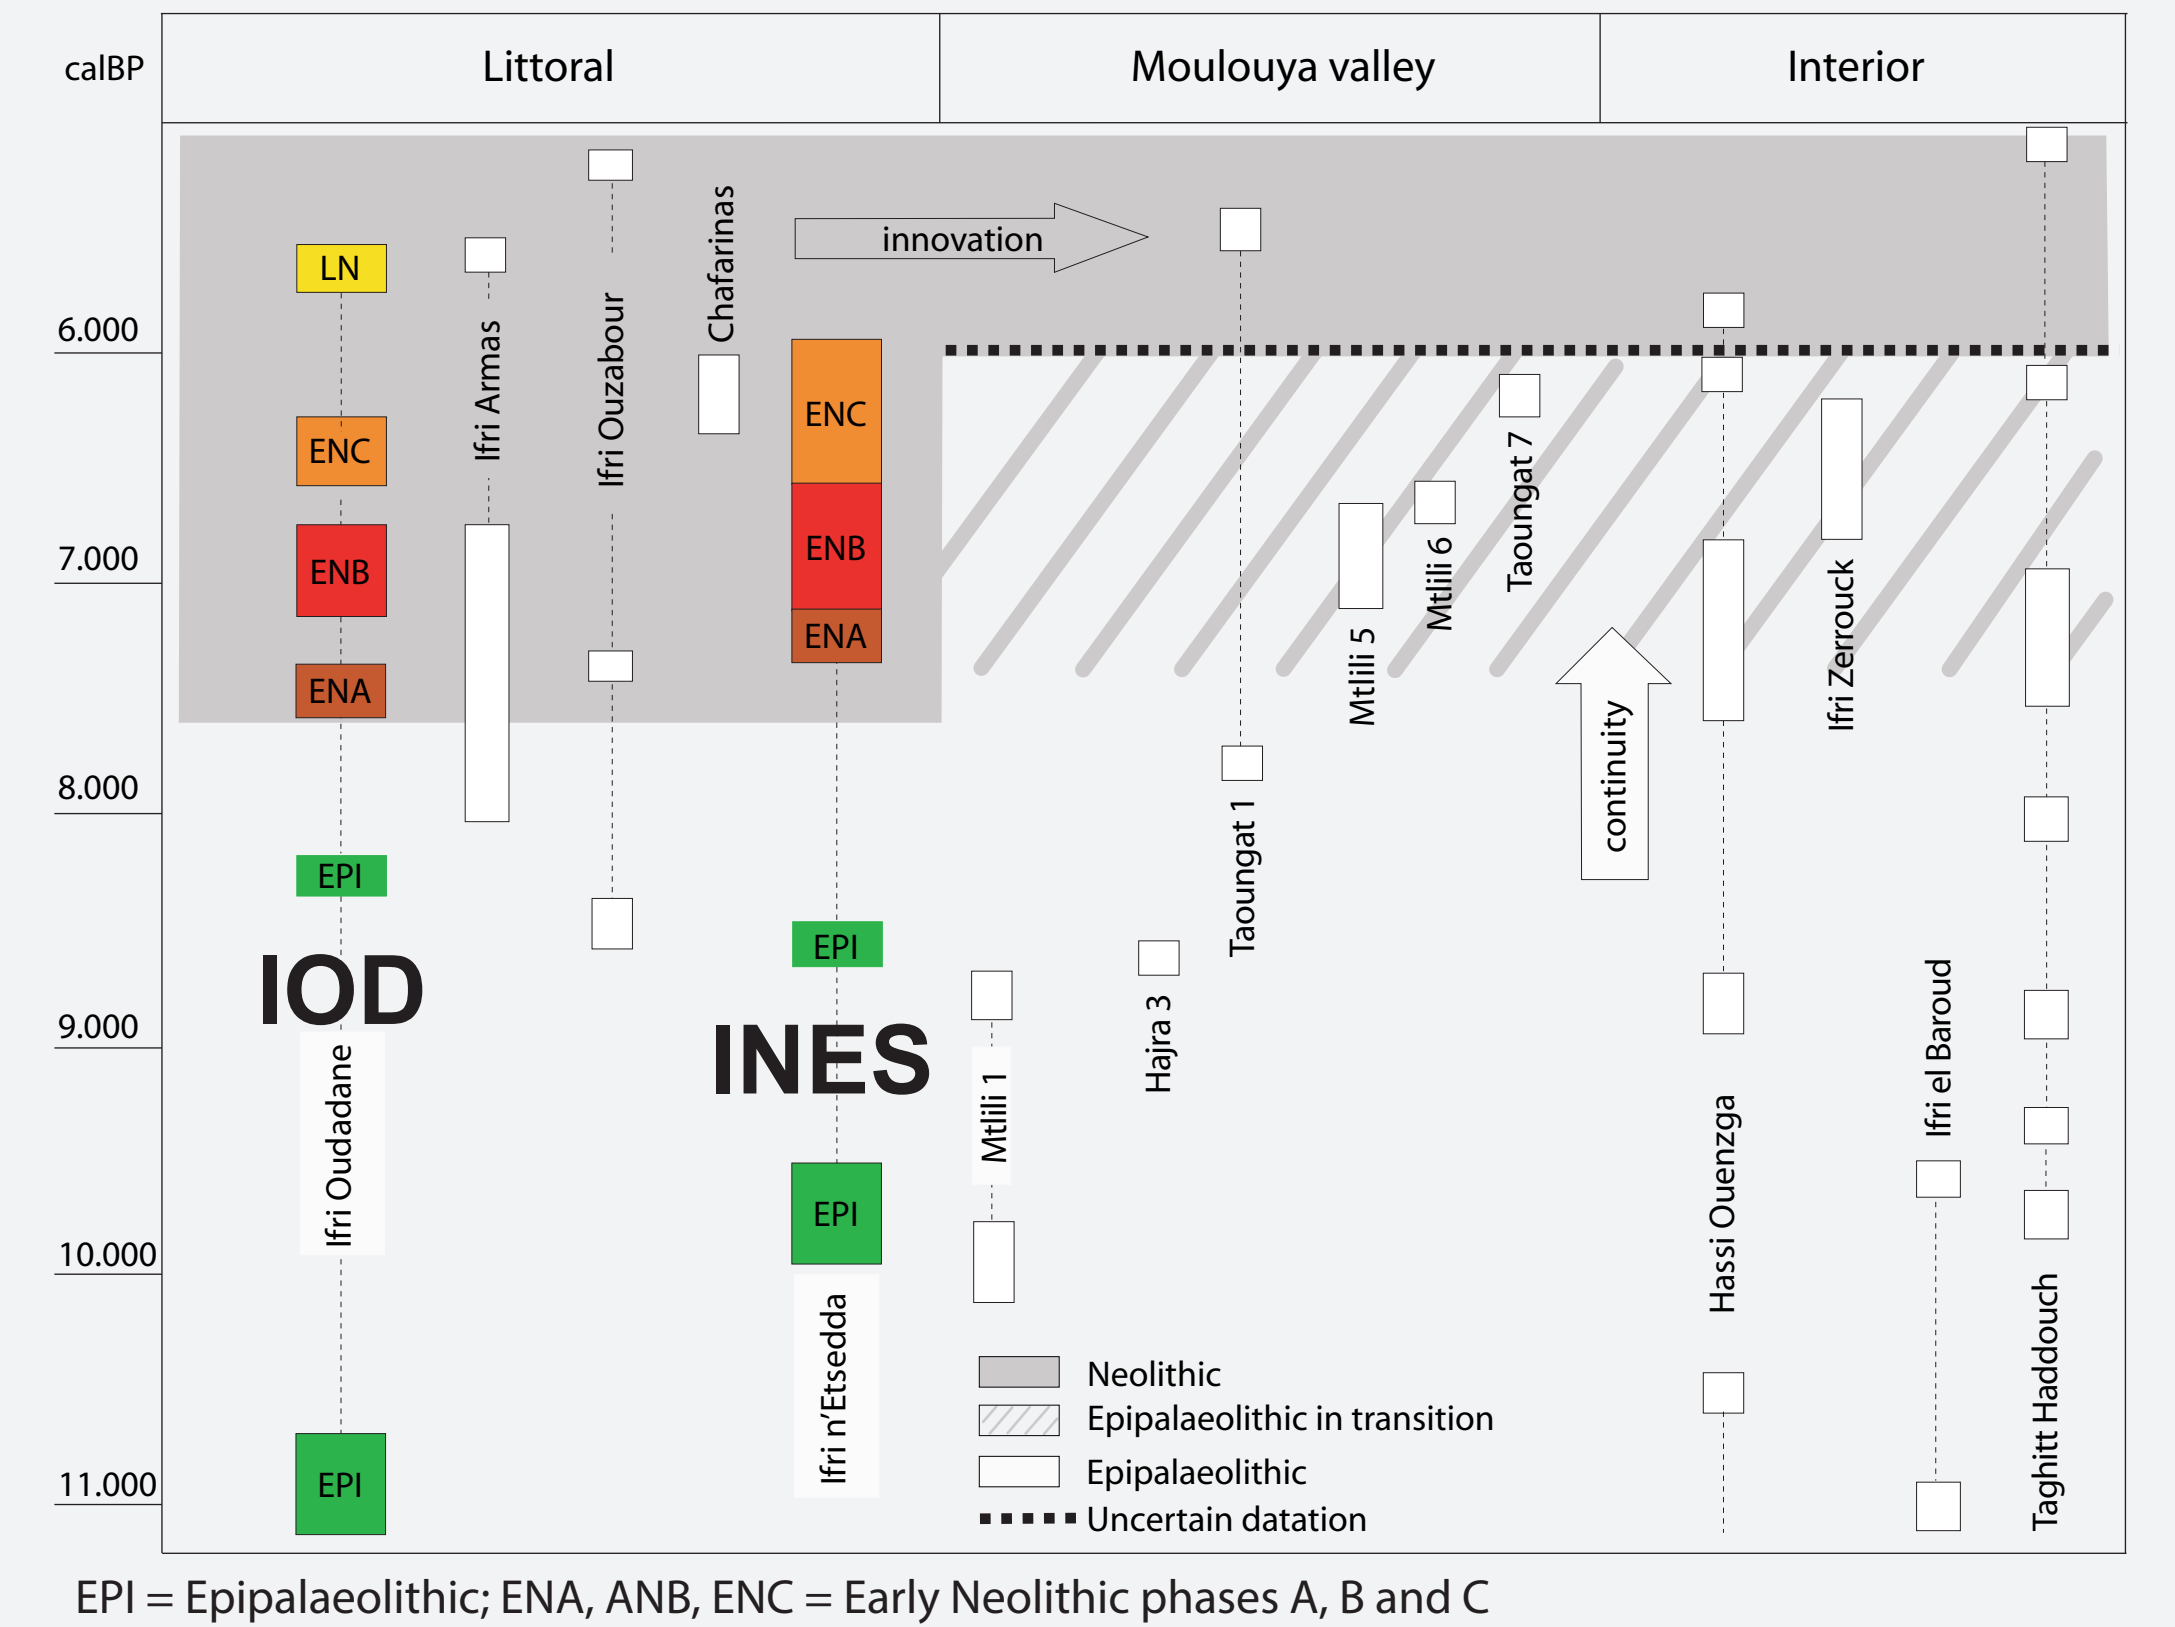 calBP
Littoral
Moulouya valley
Interior
6.000
7.000
8.000
9.000
10.000
11.000
LN
ENC
ENB
ENA
EPI
IOD
Ifri Oudadane
EPI
Ifri Armas
Ifri Ouzabour
Chafarinas
innovation
ENC
ENB
ENA
EPI
INES
EPI
Ifri n'Etsedda
Mtlili 1
Hajra 3
Taoungat 1
Mtlili 5
Mtlili 6
Taoungat 7
continuity
Hassi Ouenzga
Ifri Zerrouck
Ifri el Baroud
Taghitt Haddouch
Neolithic
Epipalaeolithic in transition
Epipalaeolithic
Uncertain datation
EPI = Epipalaeolithic; ENA, ANB, ENC = Early Neolithic phases A, B and C